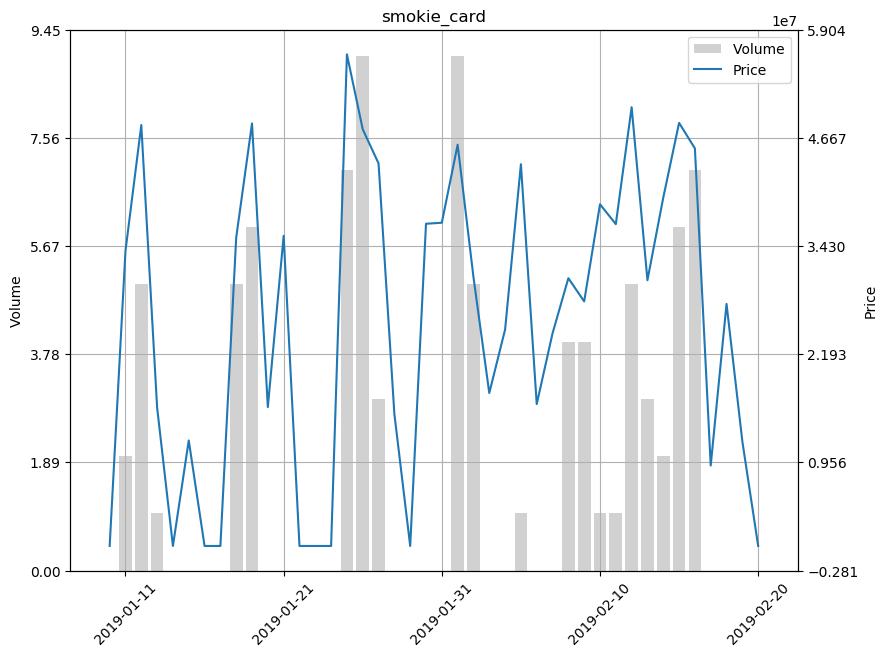 smokie_card
1e7
9.45
7.56
5.67
3.78
1.89
0.00
Volume
5.904
4.667
3.430
2.193
0.956
−0.281
Price
Volume
Price
2019-01-11
2019-01-21
2019-01-31
2019-02-10
2019-02-20